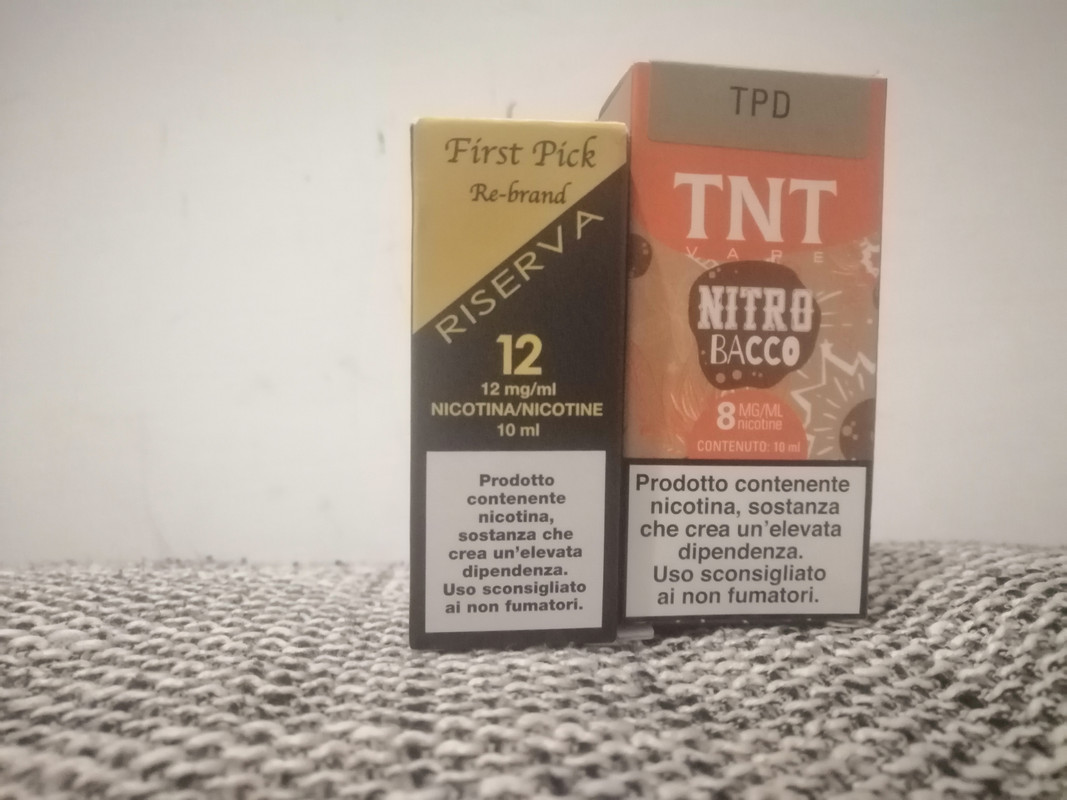 First Pick
Re-brand
RISERVA
12
12 mg/ml
NICOTINA/NICOTINE
10 ml
Prodotto
contenente
nicotina,
sostanza che
crea un'elevata
dipendenza.
Uso sconsigliato
ai non fumatori.
TPD
TNT
VAPE
NITRO
BACCO
8 MG/ML
nicotine
CONTENUTO: 10 ml
Prodotto contenente
nicotina, sostanza
che crea un'elevata
dipendenza.
Uso sconsigliato
ai non fumatori.